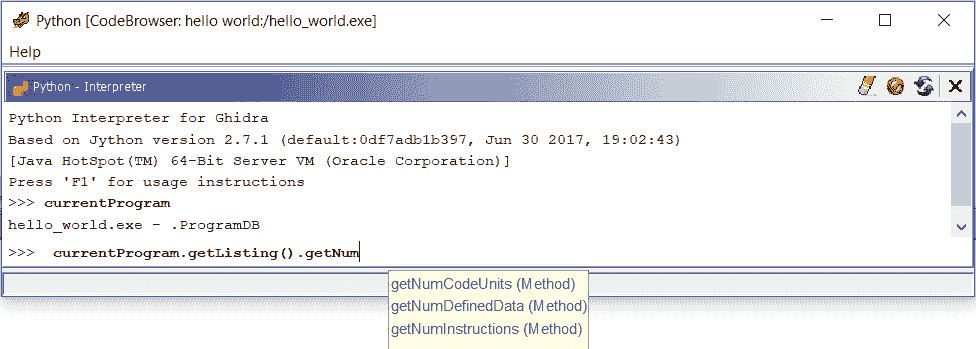 Python [CodeBrowser: hello world:/hello_world.exe]
Help
Python - Interpreter
Python Interpreter for Ghidra
Based on Jython version 2.7.1 (default:0df7adb1b397, Jun 30 2017, 19:02:43)
[Java HotSpot(TM) 64-Bit Server VM (Oracle Corporation)]
Press 'F1' for usage instructions
>>> currentProgram
hello_world.exe - .ProgramDB
>>> currentProgram.getListing().getNum
getNumCodeUnits (Method)
getNumDefinedData (Method)
getNumInstructions (Method)